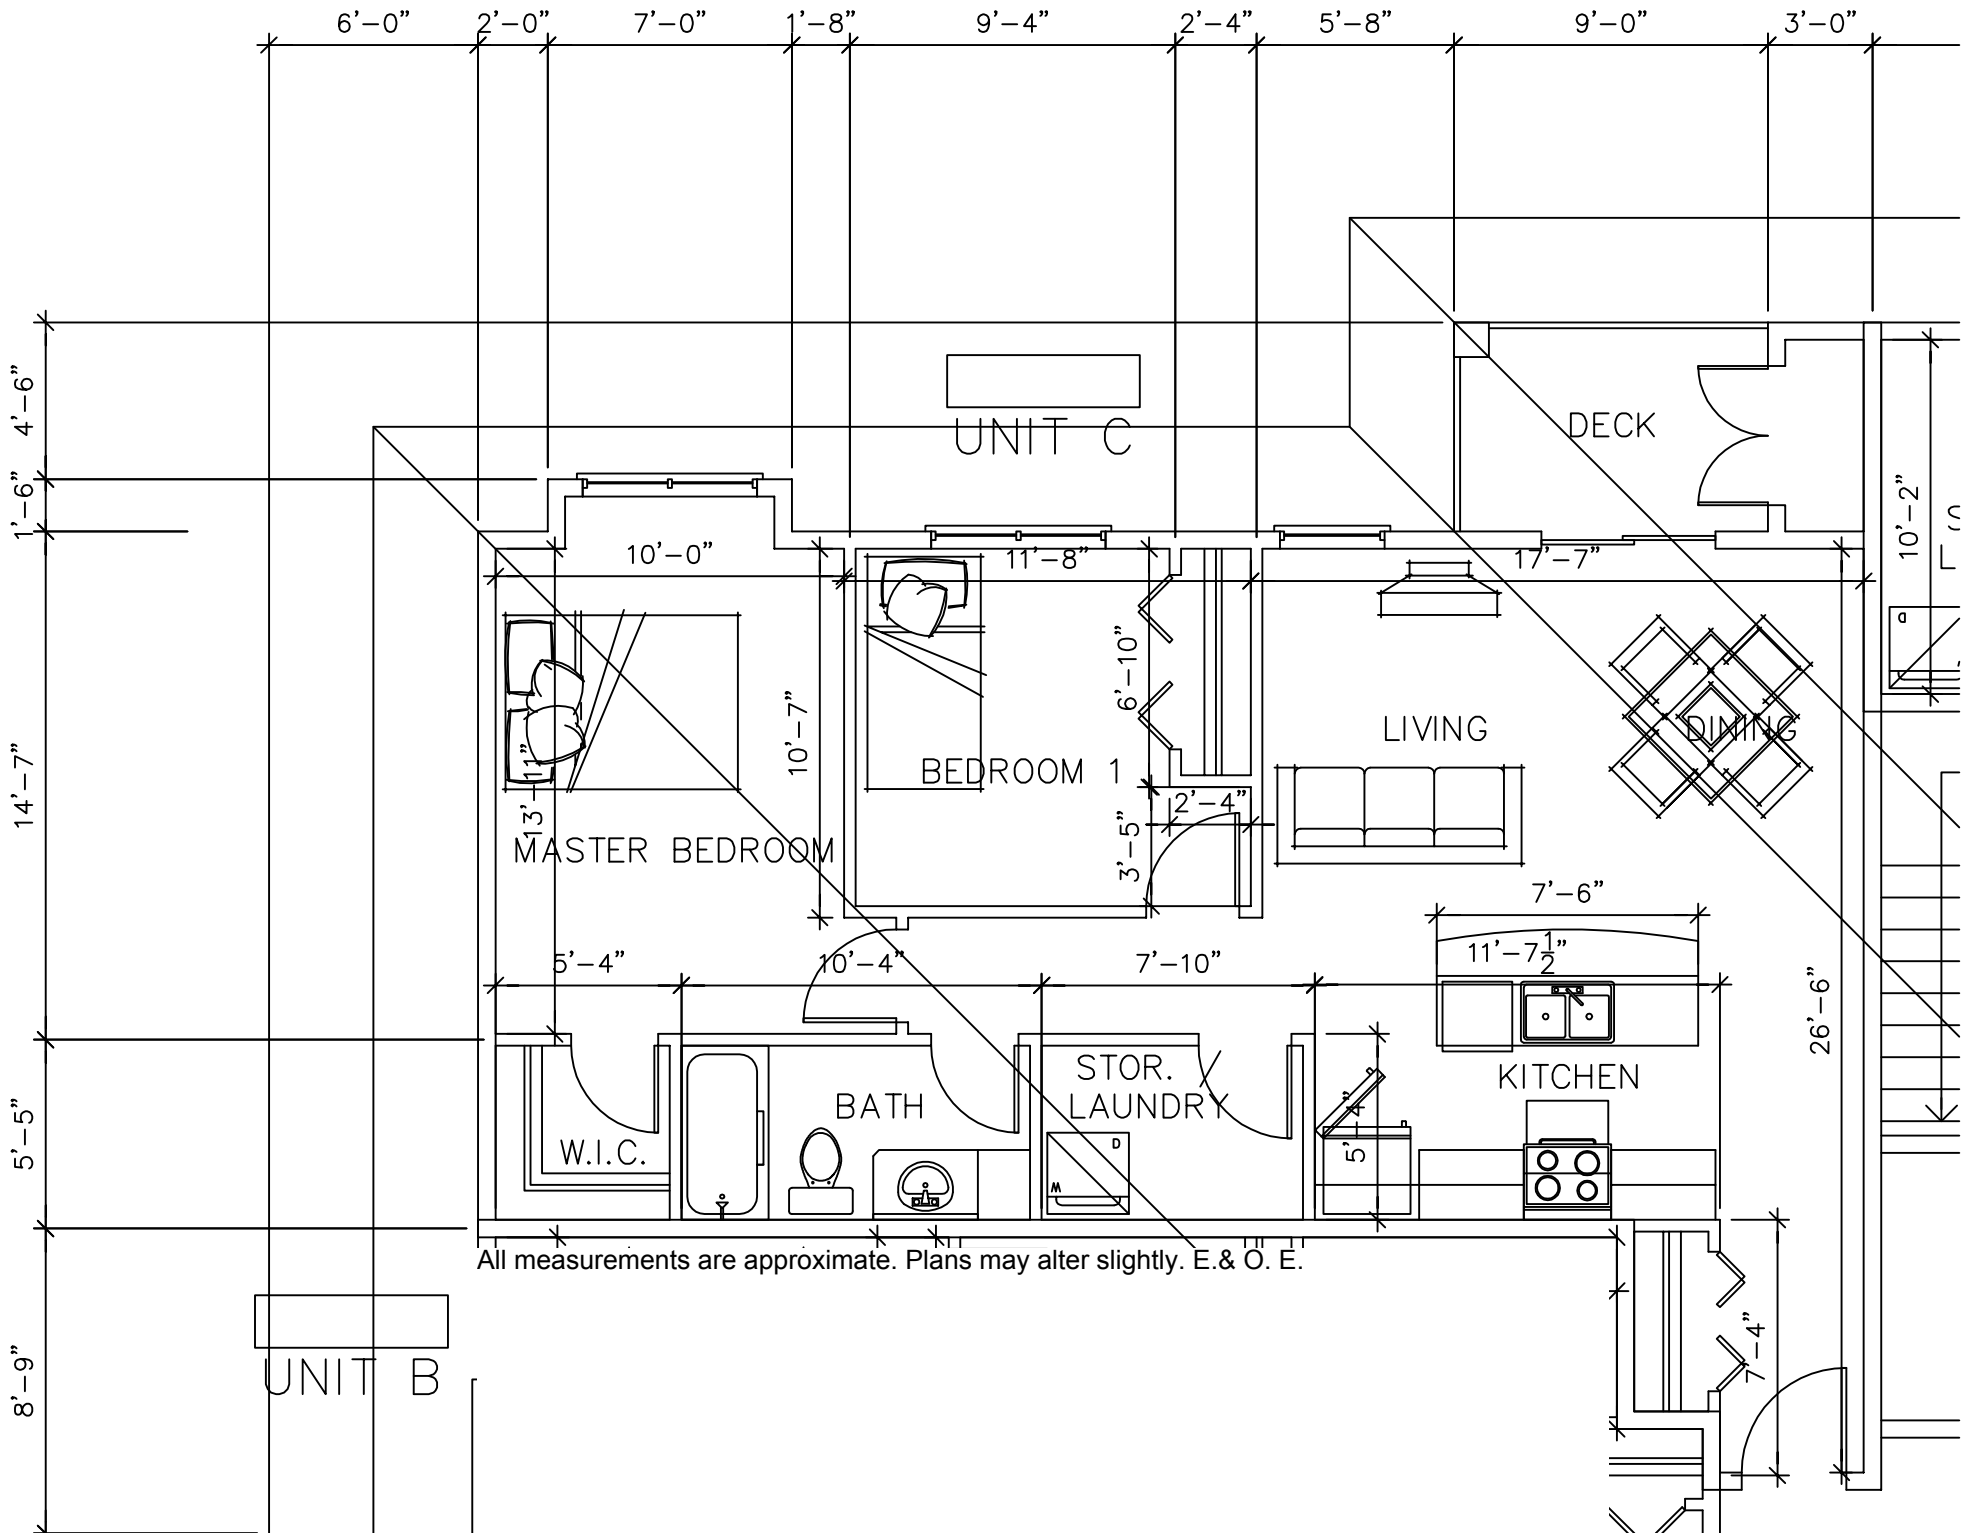 6'-0" 2'-0" 7'-0" 1'-8" 9'-4" 2'-4" 5'-8" 9'-0" 3'-0"
4'-6"
UNIT C
DECK
1'-6"
10'-2"
10'-0" 11'-8" 17'-7"
6'-10"
10'-7"
LIVING DINING
BEDROOM 1
14'-7"
13'-11"
2'-4"
MASTER BEDROOM
3'-5"
7'-6"
5'-4" 10'-4" 7'-10" 11'-7 1/2"
26'-6"
STOR. /
LAUNDRY
KITCHEN
BATH
D
5'-4"
5'-5"
W.I.C.
M
All measurements are approximate. Plans may alter slightly. E.& O. E.
7'-4"
UNIT B
8'-9"
D